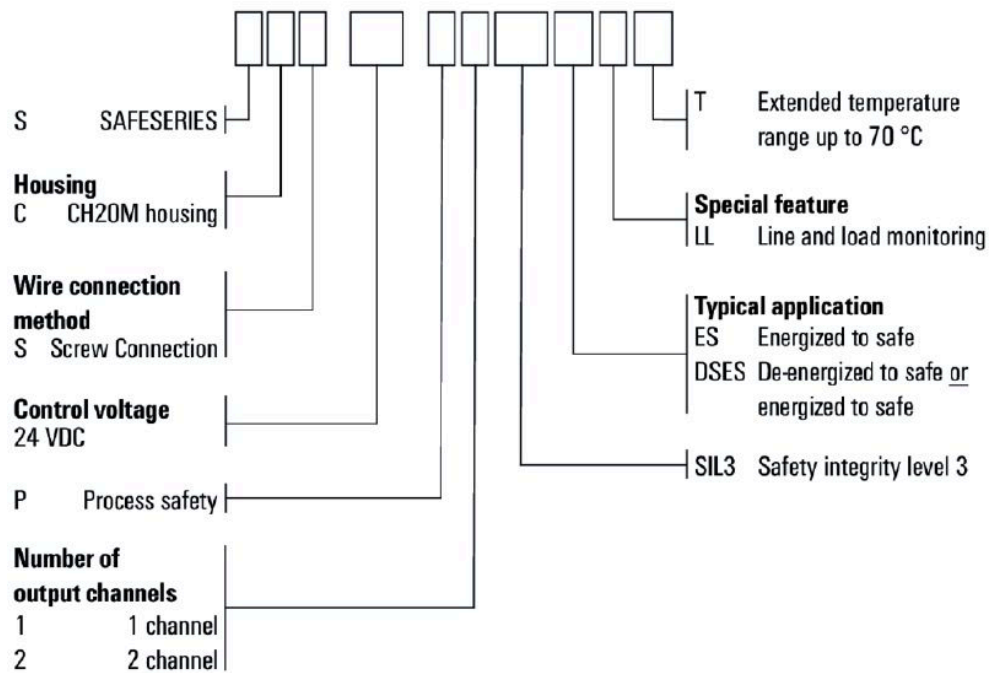 S SAFESERIES
Housing
C CH20M housing
Wire connection
method
S Screw Connection
Control voltage
24 VDC
P Process safety
Number of
output channels
1 1 channel
2 2 channel
T Extended temperature
range up to 70 °C
Special feature
LL Line and load monitoring
Typical application
ES Energized to safe
DSES De-energized to safe or
energized to safe
SIL3 Safety integrity level 3